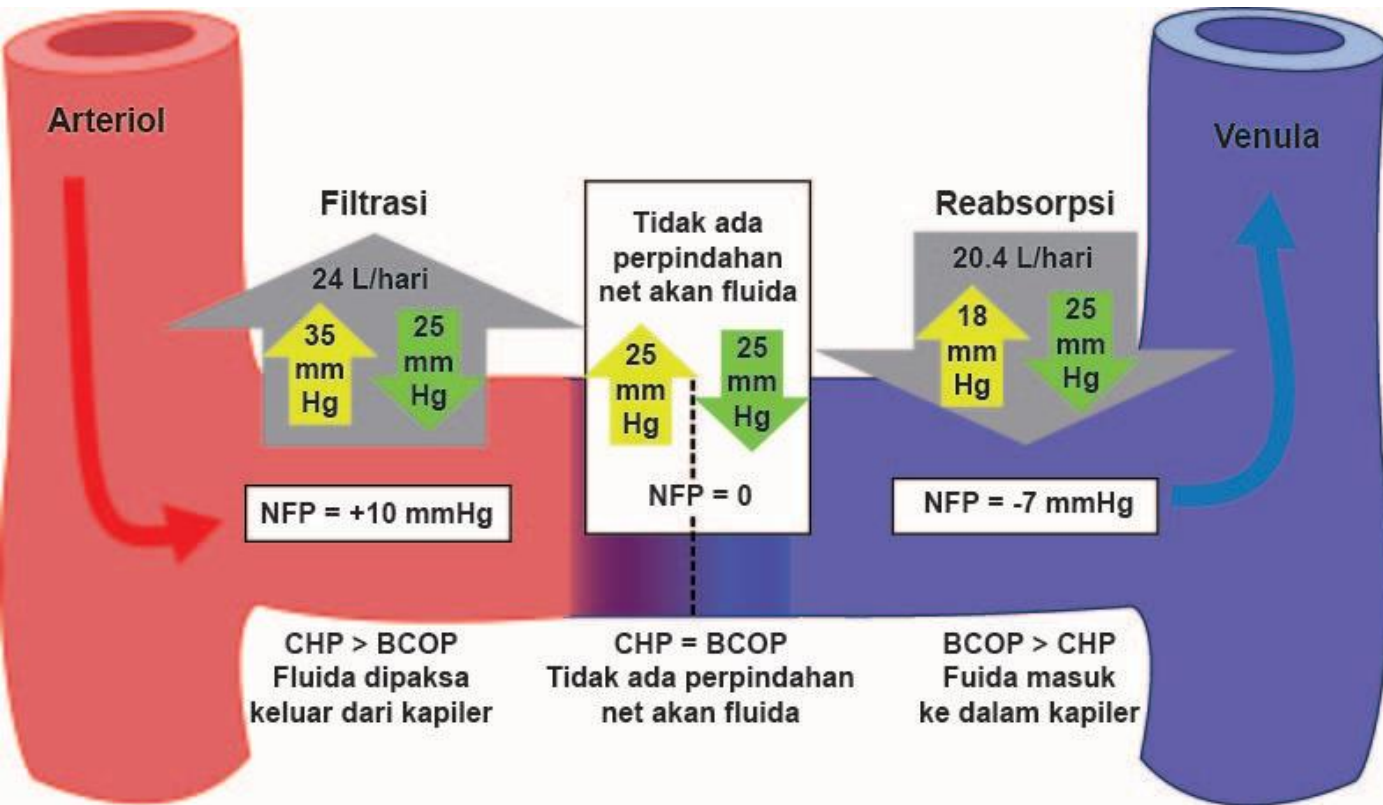 Arteriol
Venula
Filtrasi
24 L/hari
35
mm
Hg
25
mm
Hg
NFP = +10 mmHg
Tidak ada
perpindahan
net akan fluida
25
mm
Hg
25
mm
Hg
NFP = 0
Reabsorpsi
20.4 L/hari
18
mm
Hg
25
mm
Hg
NFP = -7 mmHg
CHP > BCOP
Fluida dipaksa
keluar dari kapiler
CHP = BCOP
Tidak ada perpindahan
net akan fluida
BCOP > CHP
Fuida masuk
ke dalam kapiler